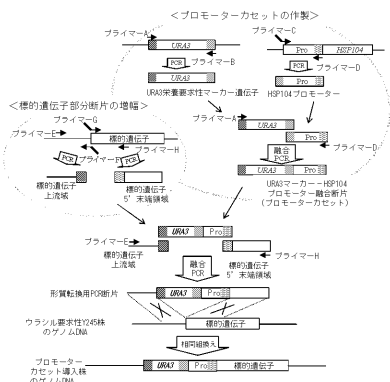 ＜プロモーターカセットの作製＞
プライマーA
プライマーC
URA3
Pro
HSP104
PCR
プライマーB
PCR
プライマーD
URA3
Pro
URA3栄養要求性マーカー遺伝子
HSP104プロモーター
＜標的遺伝子部分断片の増幅＞
プライマーG
プライマーE
標的遺伝子
プライマーA
URA3
Pro
プライマーD
PCR
プライマーF
PCR
プライマーH
融合
PCR
標的遺伝子
上流領域
標的遺伝子
5’末端領域
URA3
Pro
URA3マーカー－HSP104
プロモーター融合断片
(プロモーターカセット)
URA3
Pro
プライマーE
プライマーH
標的遺伝子
上流領域
融合
PCR
標的遺伝子
5’末端領域
形質転換用PCR断片
URA3
Pro
ウラシル要求性Y245株
のゲノムDNA
標的遺伝子
相同組換え
プロモーター
カセット導入株
のゲノムDNA
URA3
Pro
標的遺伝子